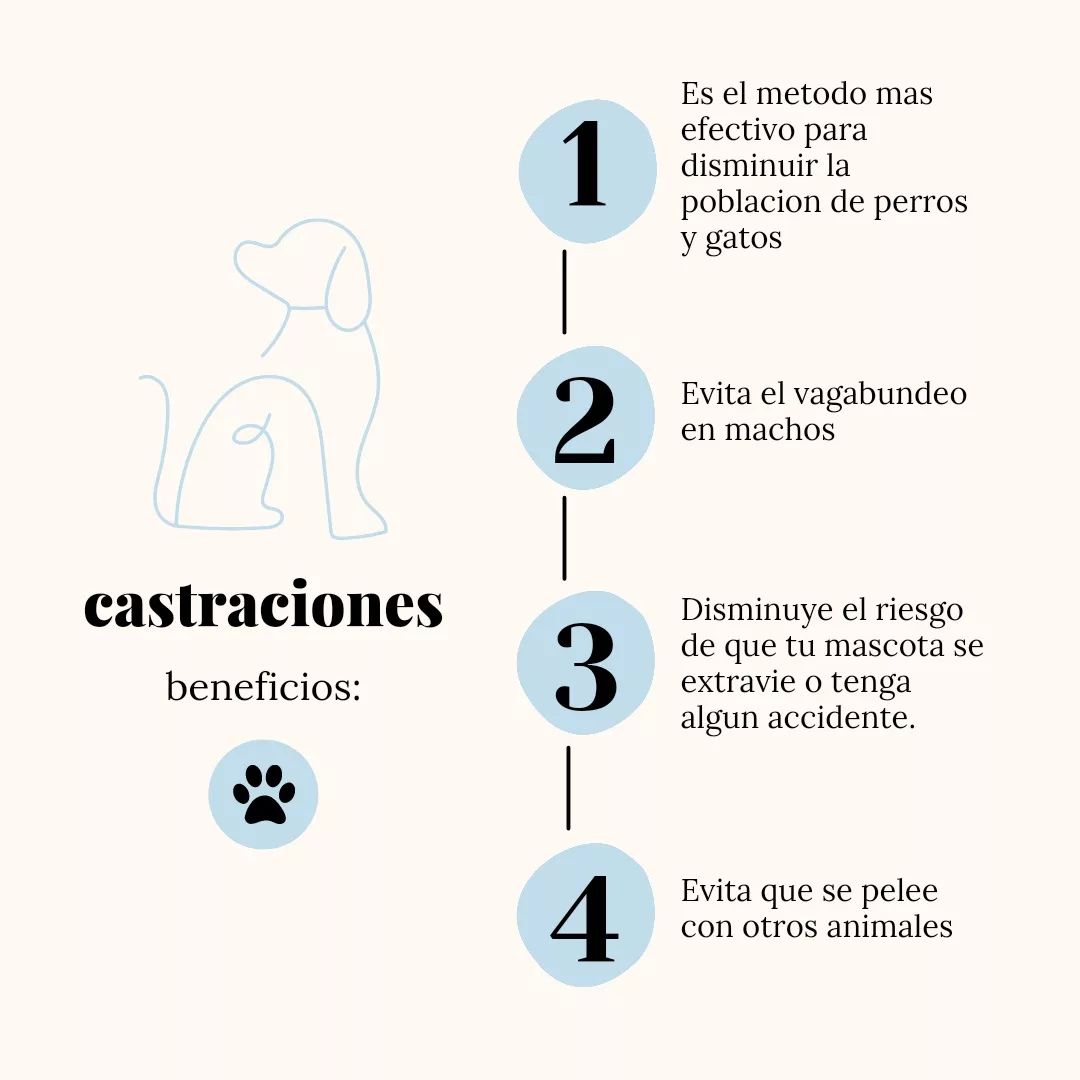 castraciones
beneficios:
1
Es el metodo mas
efectivo para
disminuir la
poblacion de perros
y gatos
2
Evita el vagabundeo
en machos
3
Disminuye el riesgo
de que tu mascota se
extravie o tenga
algun accidente.
4
Evita que se pelee
con otros animales